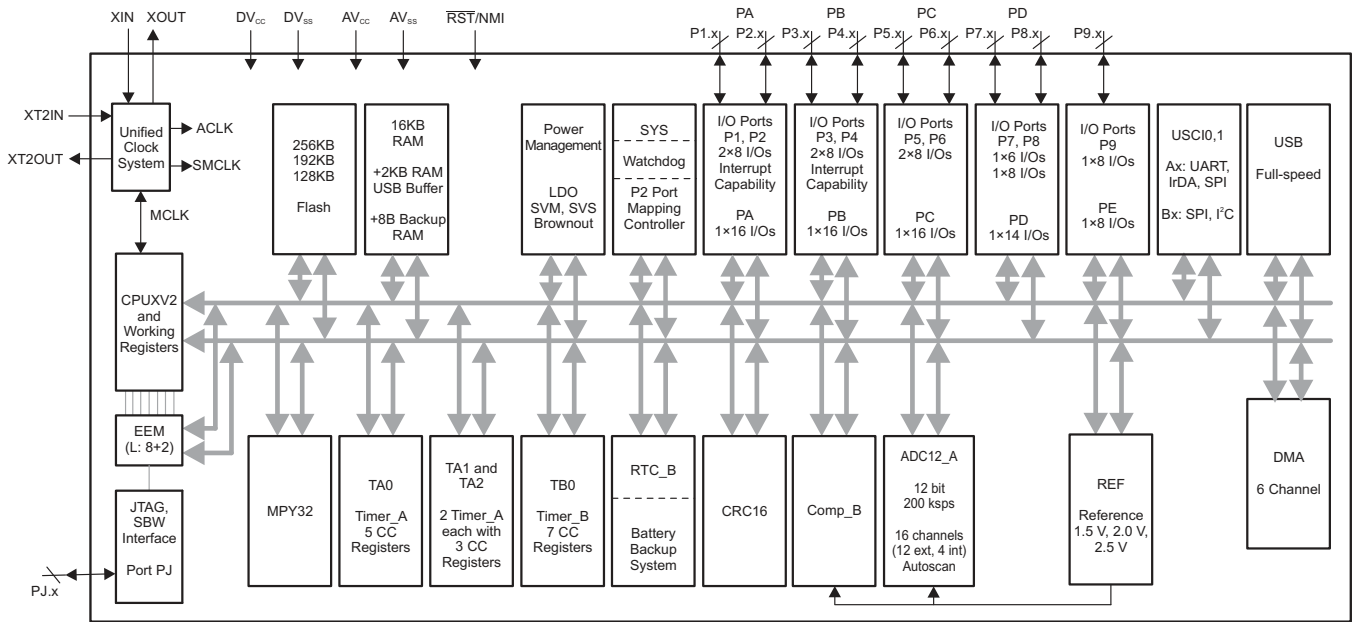 XIN XOUT DVCC DVSS AVCC AVSS RST/NMI PA PB PC PD
P1.x P2.x P3.x P4.x P5.x P6.x P7.x P8.x P9.x
XT2IN
XT2OUT
Unified
Clock
System
ACLK
SMCLK
MCLK
256KB
192KB
128KB
Flash
16KB
RAM
+2KB RAM
USB Buffer
+8B Backup
RAM
Power
Management
LDO
SVM, SVS
Brownout
SYS
Watchdog
P2 Port
Mapping
Controller
I/O Ports
P1, P2
2×8 I/Os
Interrupt
Capability
PA
1×16 I/Os
I/O Ports
P3, P4
2×8 I/Os
Interrupt
Capability
PB
1×16 I/Os
I/O Ports
P5, P6
2×8 I/Os
PC
1×16 I/Os
I/O Ports
P7, P8
1×6 I/Os
1×8 I/Os
PD
1×14 I/Os
I/O Ports
P9
1×8 I/Os
PE
1×8 I/Os
USCI0,1
Ax: UART,
IrDA, SPI
Bx: SPI, I²C
USB
Full-speed
CPUXV2
and
Working
Registers
EEM
(L: 8+2)
JTAG,
SBW
Interface
Port PJ
PJ.x
MPY32
TA0
Timer_A
5 CC
Registers
TA1 and
TA2
2 Timer_A
each with
3 CC
Registers
TB0
Timer_B
7 CC
Registers
RTC_B
Battery
Backup
System
CRC16
Comp_B
ADC12_A
12 bit
200 ksps
16 channels
(12 ext, 4 int)
Autoscan
REF
Reference
1.5 V, 2.0 V,
2.5 V
DMA
6 Channel